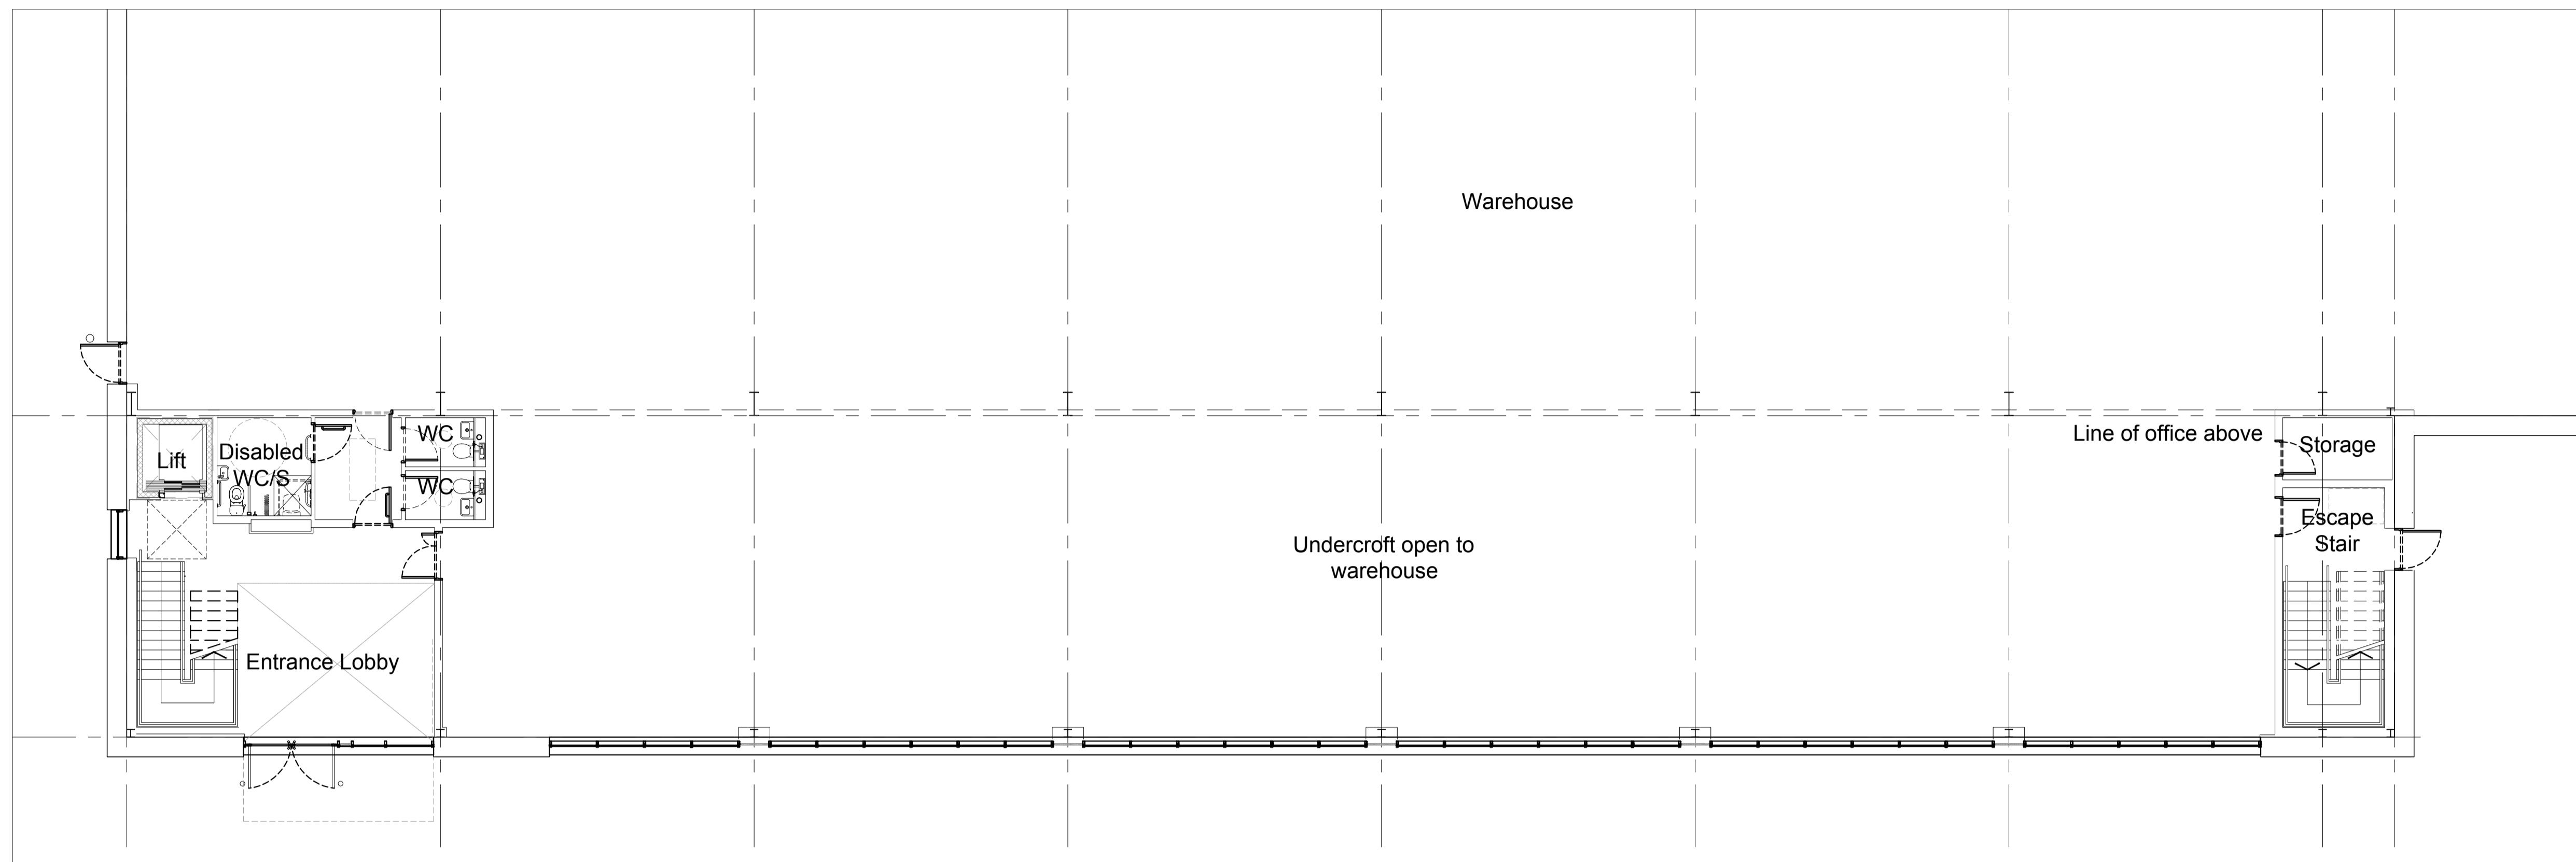 Warehouse
Line of office above
Storage
WC
Disabled
WC/S
Lift
WC
Escape
Stair
Undercroft open to
warehouse
Entrance Lobby